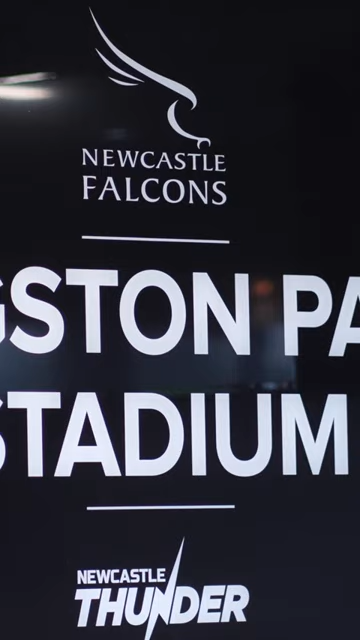 NEWCASTLE
FALCONS
GSTON PA
STADIUM
NEWCASTLE
THUNDER